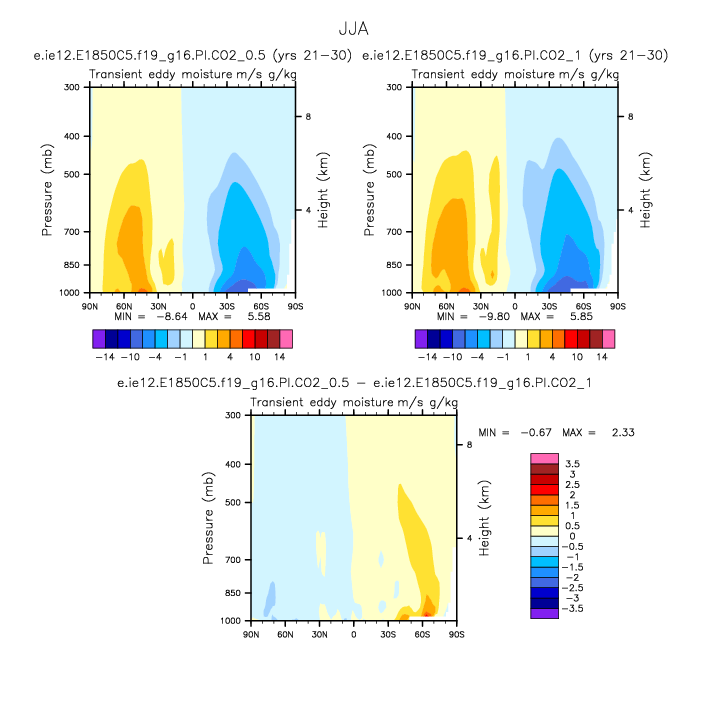 JJA
e.ie12.E1850C5.f19_g16.PI.CO2_0.5 (yrs 21-30) e.ie12.E1850C5.f19_g16.PI.CO2_1 (yrs 21-30)
Transient eddy moisture m/s g/kg Transient eddy moisture m/s g/kg
300 400 500 700 850 1000
Pressure (mb)
8 4
Height (km)
90N 60N 30N 0 30S 60S 90S
MIN = -8.64 MAX = 5.58
-14 -10 -4 -1 1 4 10 14
300 400 500 700 850 1000
Pressure (mb)
8 4
Height (km)
90N 60N 30N 0 30S 60S 90S
MIN = -9.80 MAX = 5.85
-14 -10 -4 -1 1 4 10 14
e.ie12.E1850C5.f19_g16.PI.CO2_0.5 - e.ie12.E1850C5.f19_g16.PI.CO2_1
Transient eddy moisture m/s g/kg
300 400 500 700 850 1000
Pressure (mb)
8 4
Height (km)
90N 60N 30N 0 30S 60S 90S
MIN = -0.67 MAX = 2.33
3.5
3
2.5
2
1.5
1
0.5
0
-0.5
-1
-1.5
-2
-2.5
-3
-3.5